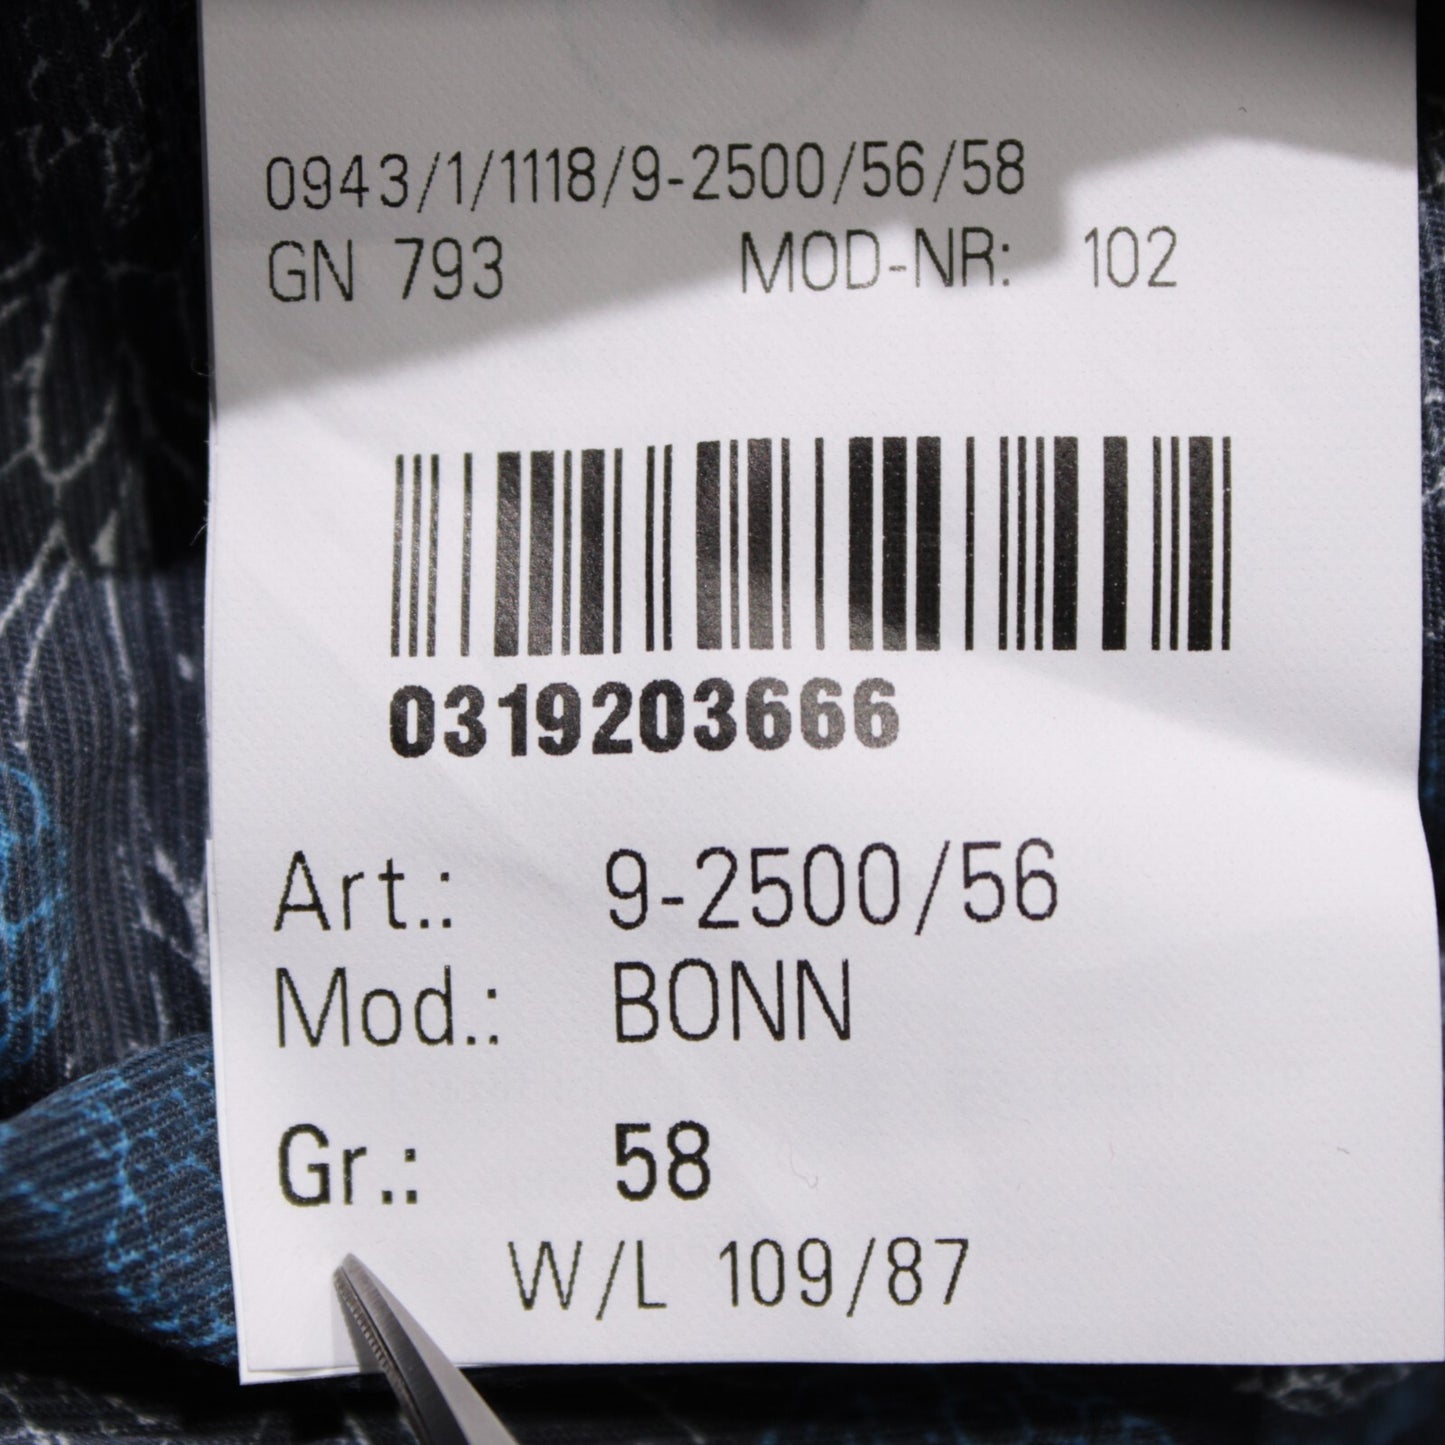 0943/1/1118/9-2500/56/58
GN 793 MOD-NR: 102
0319203666
Art.: 9-2500/56
Mod.: BONN
Gr.: 58
W/L 109/87